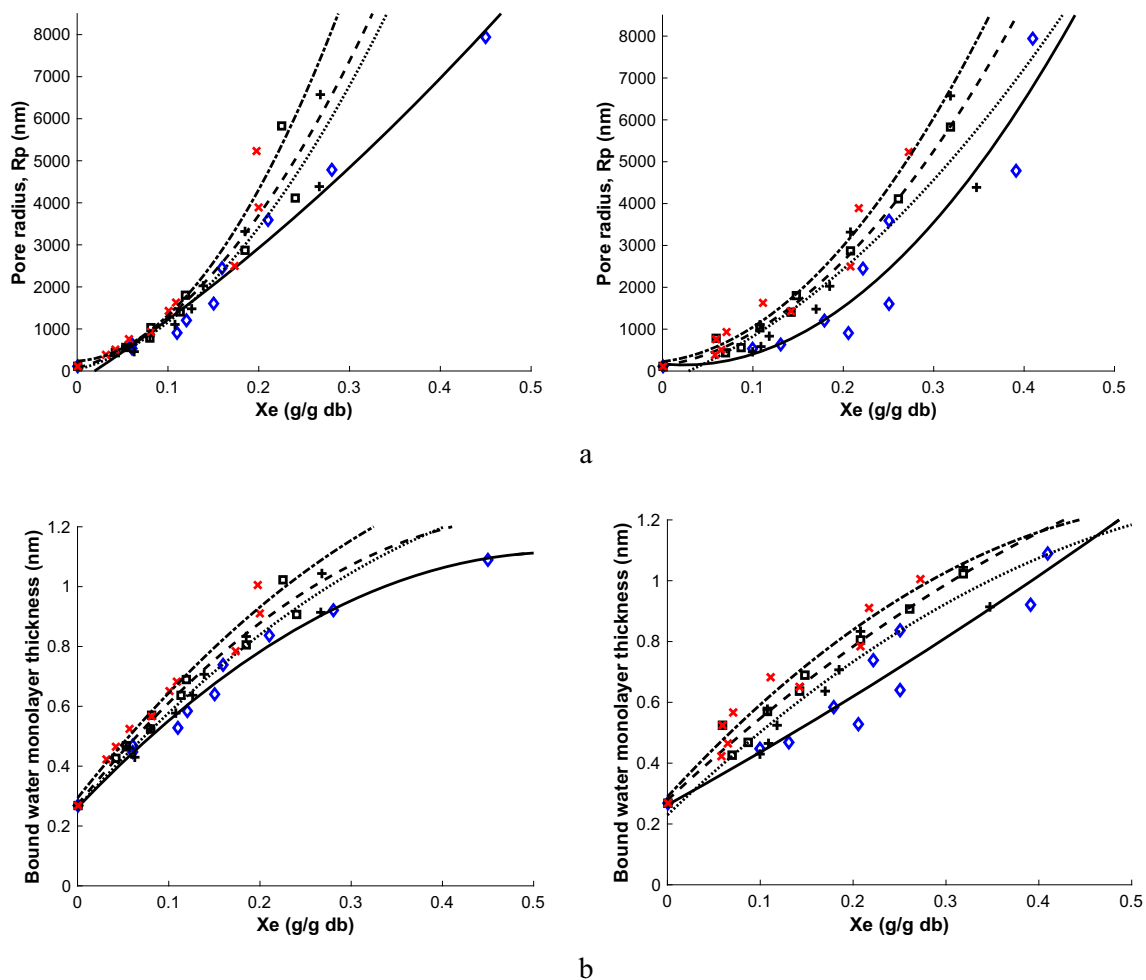 Pore radius, Rp (nm)
8000
7000
6000
5000
4000
3000
2000
1000
0
0 0.1 0.2 0.3 0.4 0.5
Xe (g/g db)
Pore radius, Rp (nm)
8000
7000
6000
5000
4000
3000
2000
1000
0
0 0.1 0.2 0.3 0.4 0.5
Xe (g/g db)
a
Bound water monolayer thickness (nm)
1.2
1
0.8
0.6
0.4
0.2
0
0 0.1 0.2 0.3 0.4 0.5
Xe (g/g db)
Bound water monolayer thickness (nm)
1.2
1
0.8
0.6
0.4
0.2
0
0 0.1 0.2 0.3 0.4 0.5
Xe (g/g db)
b